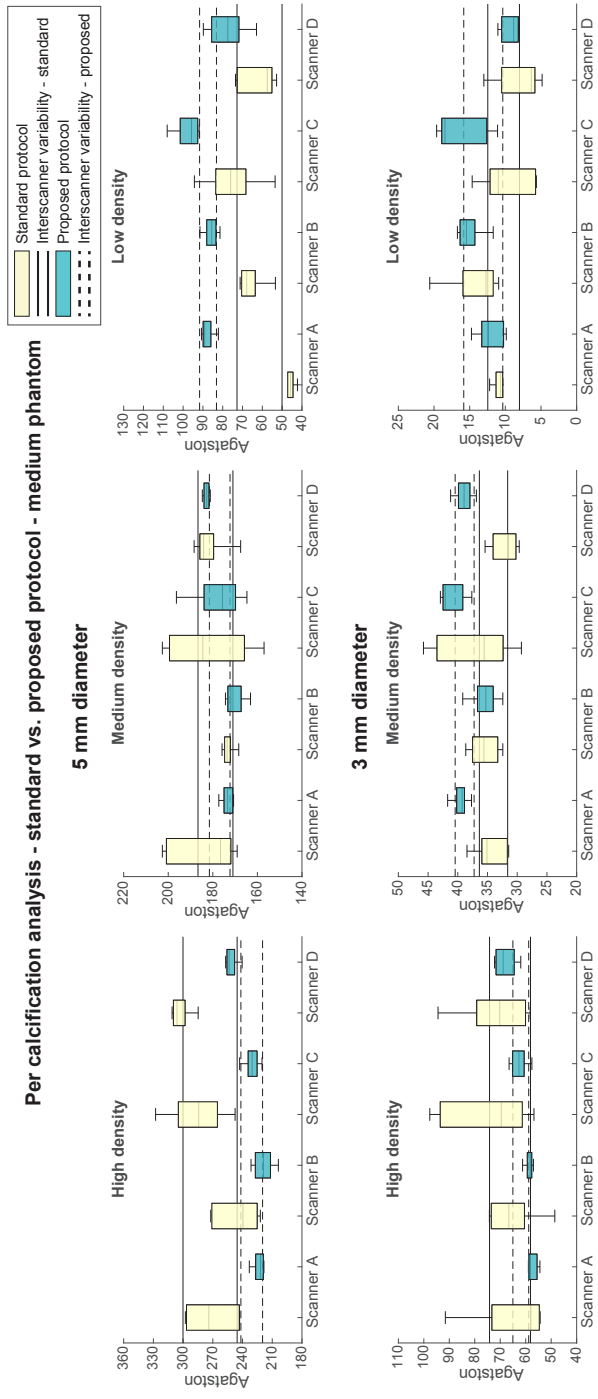 Per calcification analysis - standard vs. proposed protocol - medium phantom
Standard protocol
Interscanner variability - standard
Proposed protocol
Interscanner variability - proposed
5 mm diameter
High density
Agatston
360
330
300
270
240
210
180
Scanner A
Scanner B
Scanner C
Scanner D
Medium density
Agatston
220
200
180
160
140
Scanner A
Scanner B
Scanner C
Scanner D
Low density
Agatston
130
120
110
100
90
80
70
60
50
40
Scanner A
Scanner B
Scanner C
Scanner D
3 mm diameter
High density
Agatston
110
100
90
80
70
60
50
40
Scanner A
Scanner B
Scanner C
Scanner D
Medium density
Agatston
50
45
40
35
30
25
20
Scanner A
Scanner B
Scanner C
Scanner D
Low density
Agatston
25
20
15
10
5
0
Scanner A
Scanner B
Scanner C
Scanner D